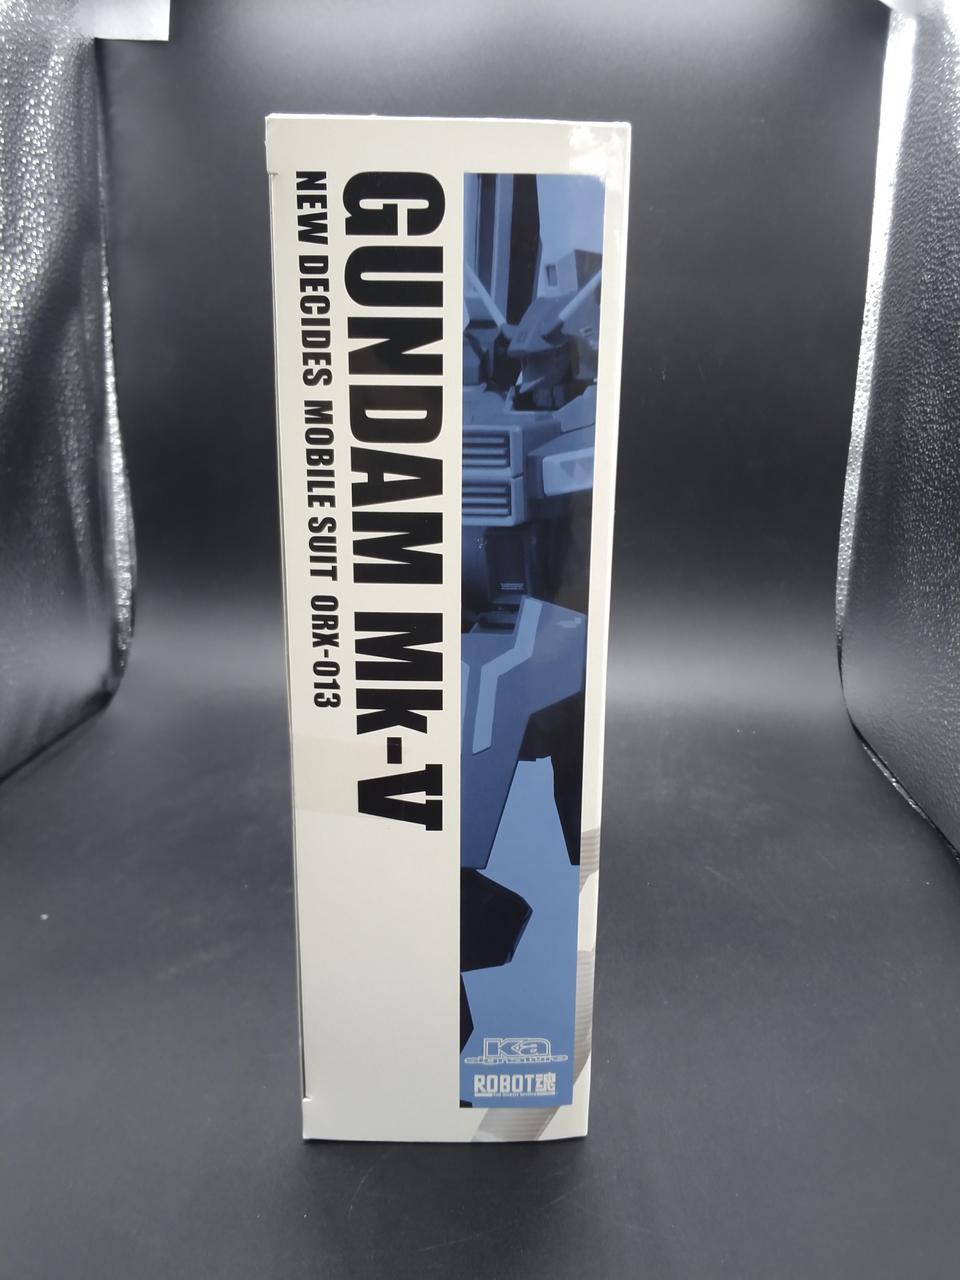 GUNDAM Mk-V
NEW DECIDES MOBILE SUIT ORX-013
Ka
signature
ROBOT魂